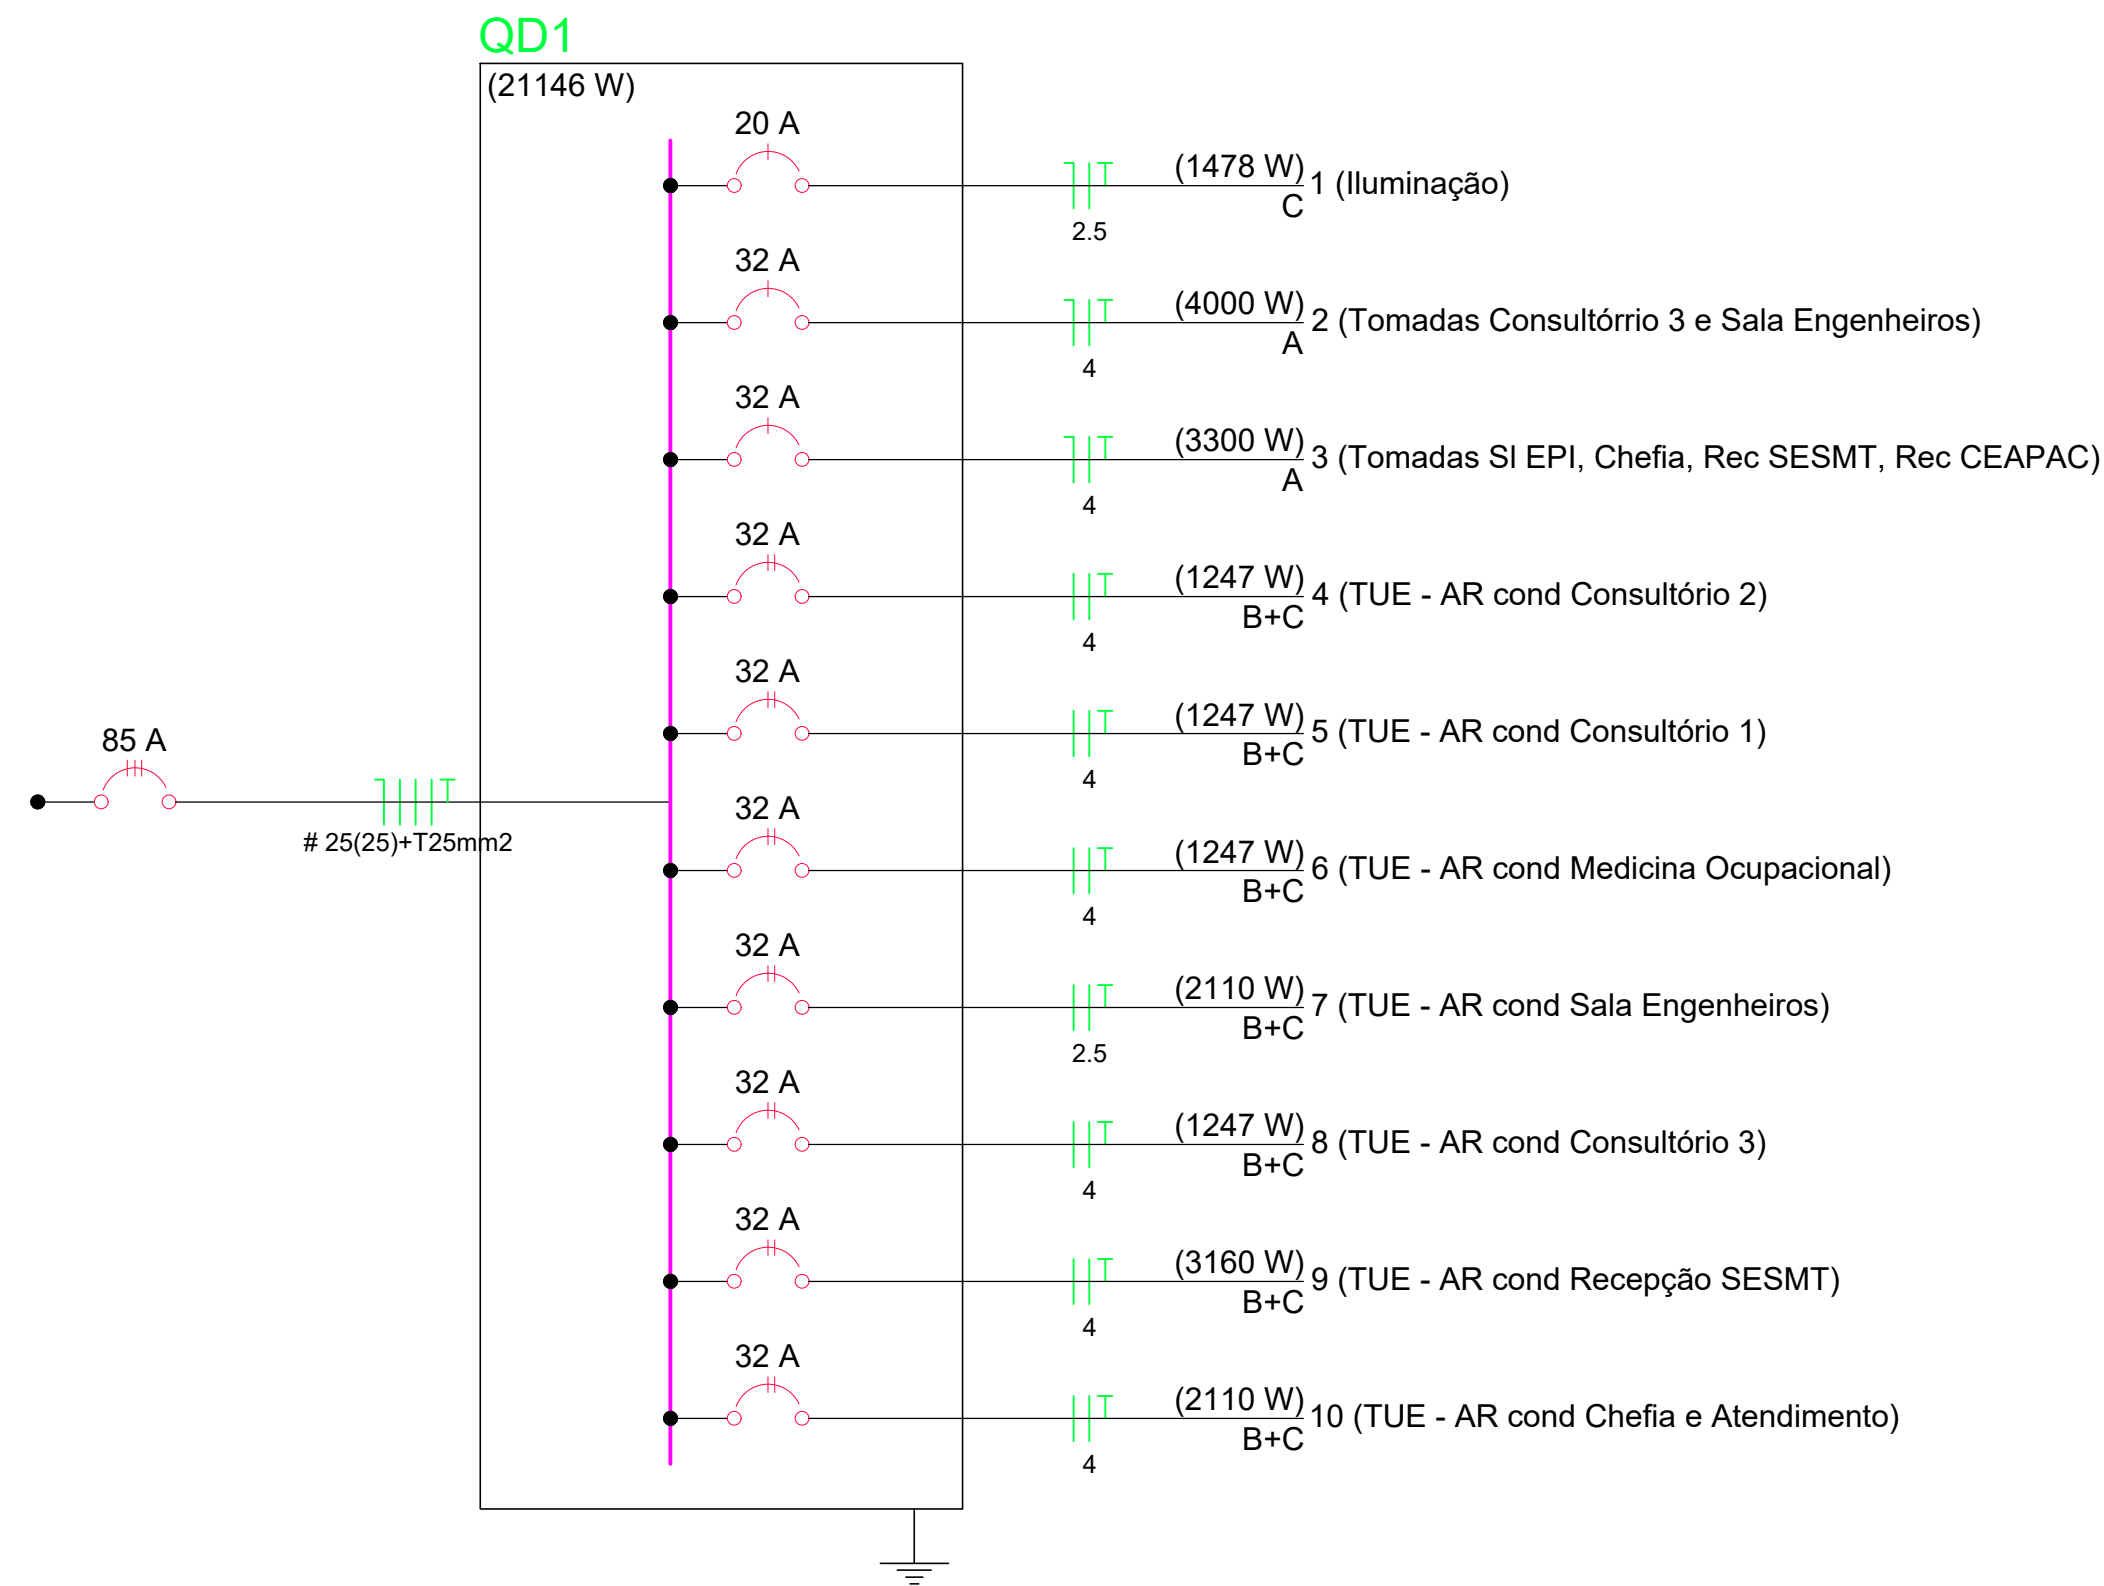 QD1
(21146 W)
20 A
(1478 W)
1 (Iluminação)
C
2.5
32 A
(4000 W)
2 (Tomadas Consultórrio 3 e Sala Engenheiros)
A
4
32 A
(3300 W)
3 (Tomadas Sl EPI, Chefia, Rec SESMT, Rec CEAPAC)
A
4
32 A
(1247 W)
4 (TUE - AR cond Consultório 2)
B+C
4
32 A
(1247 W)
5 (TUE - AR cond Consultório 1)
B+C
4
85 A
# 25(25)+T25mm2
32 A
(1247 W)
6 (TUE - AR cond Medicina Ocupacional)
B+C
4
32 A
(2110 W)
7 (TUE - AR cond Sala Engenheiros)
B+C
2.5
32 A
(1247 W)
8 (TUE - AR cond Consultório 3)
B+C
4
32 A
(3160 W)
9 (TUE - AR cond Recepção SESMT)
B+C
4
32 A
(2110 W)
10 (TUE - AR cond Chefia e Atendimento)
B+C
4